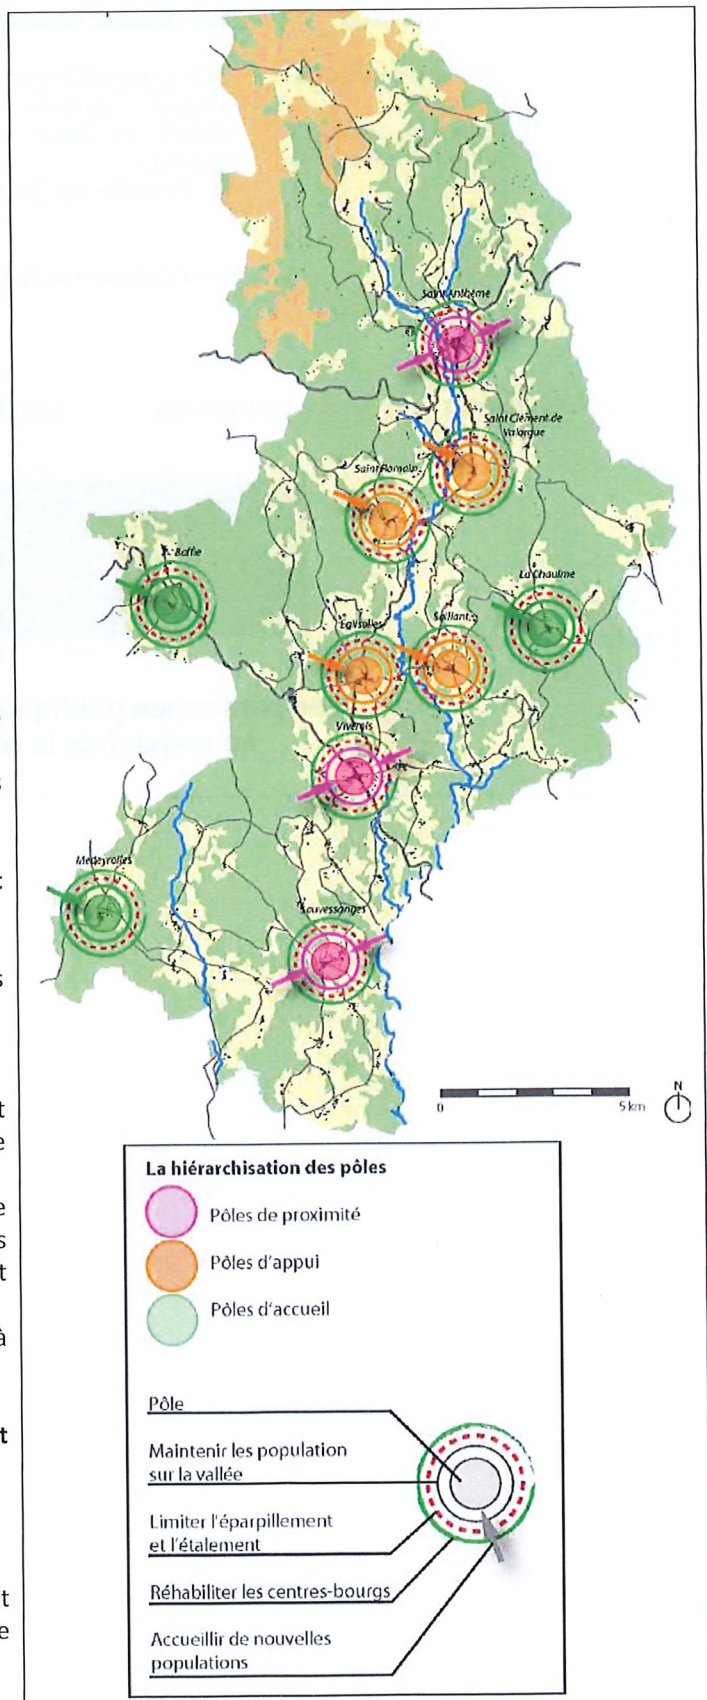 Saint Anthème
Saint Clément de
Valorgue
Saint Romain
Baffie
La Chaulme
Eglisolles
Saillant
Viverols
Medeyrolles
Sauvessanges
N
0
5 km
La hiérarchisation des pôles
Pôles de proximité
Pôles d'appui
Pôles d'accueil
Pôle
Maintenir les population
sur la vallée
Limiter l'éparpillement
et l'étalement
Réhabiliter les centres-bourgs
Accueillir de nouvelles
populations